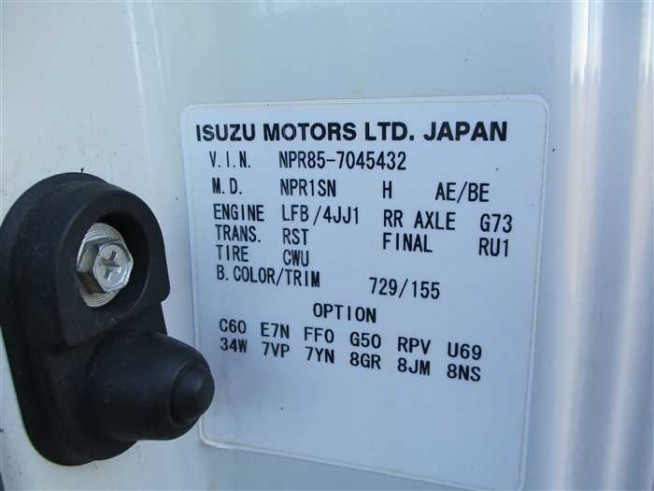 ISUZU MOTORS LTD. JAPAN
V.I.N. NPR85-7045432
M.D. NPR1SN H AE/BE
ENGINE LFB/4JJ1 RR AXLE G73
TRANS. RST FINAL RU1
TIRE CWU
B.COLOR/TRIM 729/155
OPTION
C60 E7N FF0 G50 RPV U69
34W 7VP 7YN 8GR 8JM 8NS